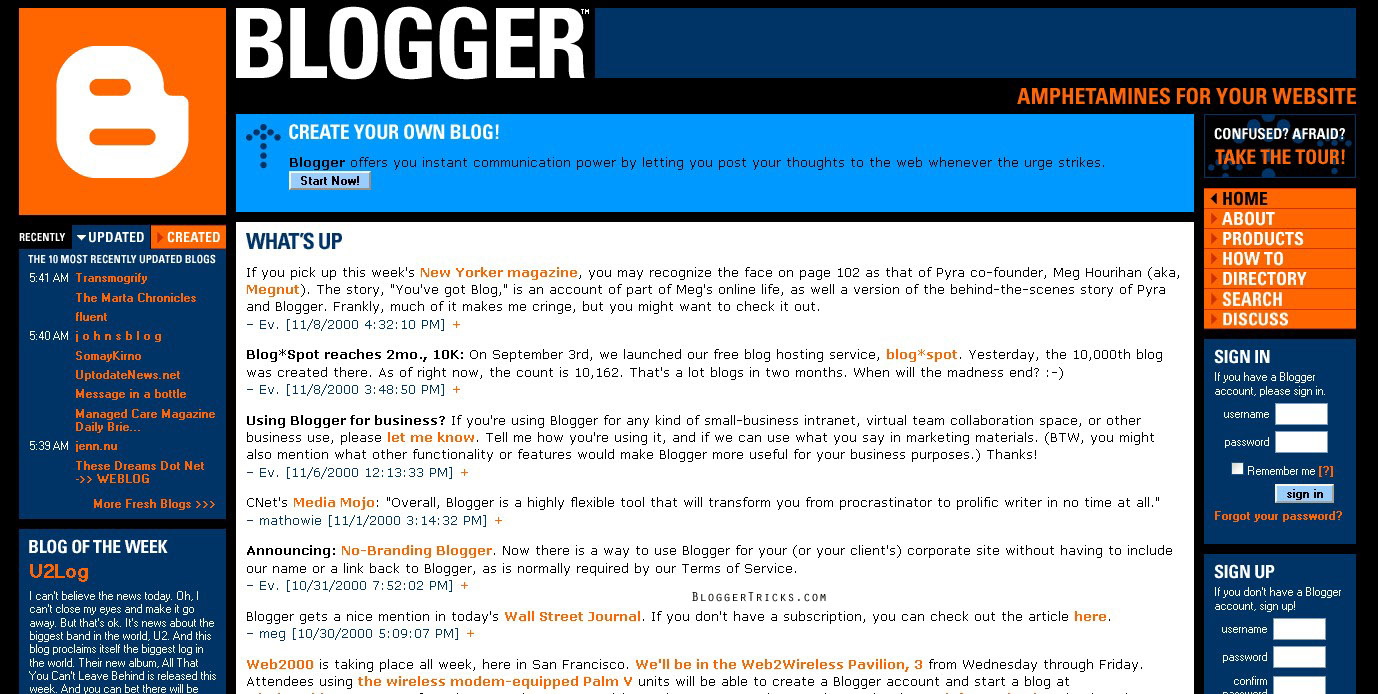 BLOGGER™
AMPHETAMINES FOR YOUR WEBSITE
CREATE YOUR OWN BLOG!
Blogger offers you instant communication power by letting you post your thoughts to the web whenever the urge strikes.
Start Now!
CONFUSED? AFRAID?
TAKE THE TOUR!
RECENTLY UPDATED CREATED
THE 10 MOST RECENTLY UPDATED BLOGS
5:41 AM Transmogrify
The Marta Chronicles
fluent
5:40 AM j o h n s b l o g
SomayKirno
UptodateNews.net
Message in a bottle
Managed Care Magazine
Daily Brie...
5:39 AM jenn.nu
These Dreams Dot Net
->> WEBLOG
More Fresh Blogs >>>
BLOG OF THE WEEK
U2Log
I can't believe the news today. Oh, I
can't close my eyes and make it go
away. But that's ok. It's news about the
biggest band in the world, U2. And this
blog proclaims itself the biggest log in
the world. Their new album, All That
You Can't Leave Behind is released this
week. And you can bet there will be
WHAT'S UP
If you pick up this week's New Yorker magazine, you may recognize the face on page 102 as that of Pyra co-founder, Meg Hourihan (aka,
Megnut). The story, "You've got Blog," is an account of part of Meg's online life, as well a version of the behind-the-scenes story of Pyra
and Blogger. Frankly, much of it makes me cringe, but you might want to check it out.
– Ev. [11/8/2000 4:32:10 PM] +
Blog*Spot reaches 2mo., 10K: On September 3rd, we launched our free blog hosting service, blog*spot. Yesterday, the 10,000th blog
was created there. As of right now, the count is 10,162. That's a lot blogs in two months. When will the madness end? :-)
– Ev. [11/8/2000 3:48:50 PM] +
Using Blogger for business? If you're using Blogger for any kind of small-business intranet, virtual team collaboration space, or other
business use, please let me know. Tell me how you're using it, and if we can use what you say in marketing materials. (BTW, you might
also mention what other functionality or features would make Blogger more useful for your business purposes.) Thanks!
– Ev. [11/6/2000 12:13:33 PM] +
CNet's Media Mojo: "Overall, Blogger is a highly flexible tool that will transform you from procrastinator to prolific writer in no time at all."
– mathowie [11/1/2000 3:14:32 PM] +
Announcing: No-Branding Blogger. Now there is a way to use Blogger for your (or your client's) corporate site without having to include
our name or a link back to Blogger, as is normally required by our Terms of Service.
– Ev. [10/31/2000 7:52:02 PM] +
BloggerTricks.com
Blogger gets a nice mention in today's Wall Street Journal. If you don't have a subscription, you can check out the article here.
– meg [10/30/2000 5:09:07 PM] +
Web2000 is taking place all week, here in San Francisco. We'll be in the Web2Wireless Pavilion, 3 from Wednesday through Friday.
Attendees using the wireless modem-equipped Palm V units will be able to create a Blogger account and start a blog at
HOME
ABOUT
PRODUCTS
HOW TO
DIRECTORY
SEARCH
DISCUSS
SIGN IN
If you have a Blogger
account, please sign in.
username
password
Remember me [?]
sign in
Forgot your password?
SIGN UP
If you don't have a Blogger
account, sign up!
username
password
confirm